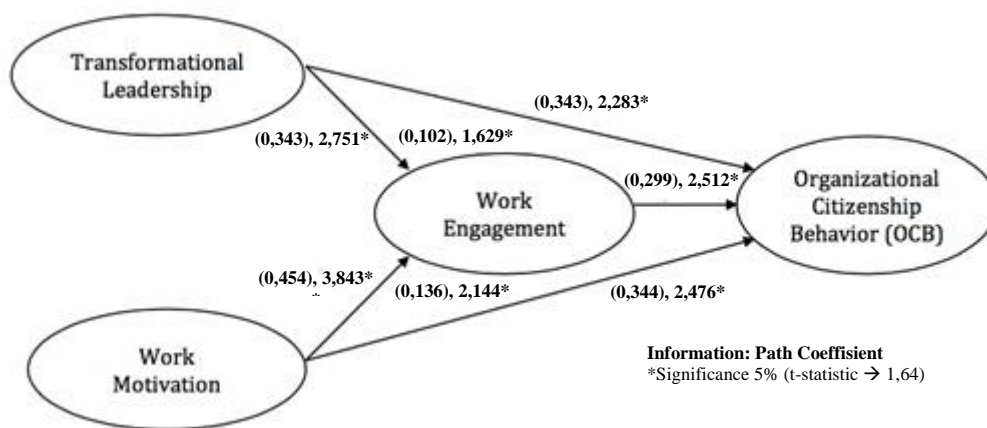 Transformational
Leadership
(0,343), 2,283*
(0,343), 2,751*
(0,102), 1,629*
Work
Engagement
(0,299), 2,512*
Organizational
Citizenship
Behavior (OCB)
(0,454), 3,843*
*
(0,136), 2,144*
(0,344), 2,476*
Work
Motivation
Information: Path Coeffisient
*Significance 5% (t-statistic → 1,64)